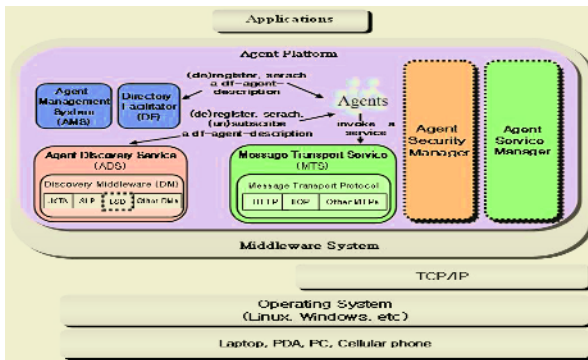 Applications
Agent Platform
(de)register, serach
a df-agent-
description
Agent
Management
System
(AMS)
Directory
Facilitator
(DF)
Agents
(de)register, serach,
(un)subscribe
a df-agent-description
invoke a
service
Agent
Security
Manager
Agent
Service
Manager
Agent Discovery Service
(ADS)
Discovery Middleware (DM)
JXTA
SLP
Other DMs
Message Transport Service
(MTS)
Message Transport Protocol
HTTP
IIOP
Other MTPs
Middleware System
TCP/IP
Operating System
(Linux, Windows, etc)
Laptop, PDA, PC, Cellular phone